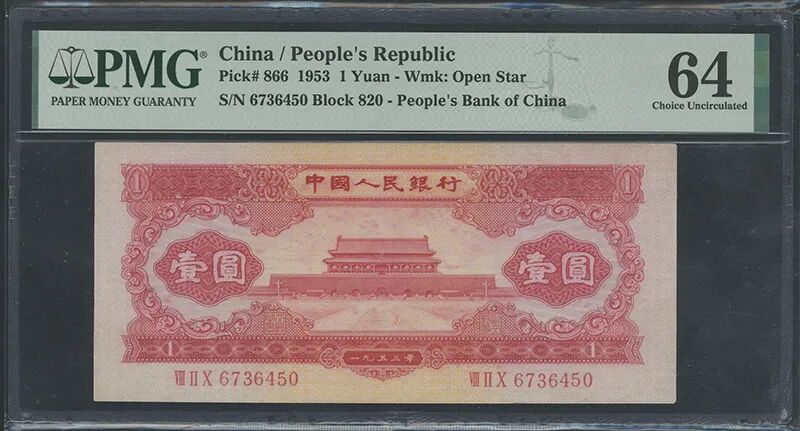 PMG®
PAPER MONEY GUARANTY
China / People's Republic
Pick# 866 1953 1 Yuan - Wmk: Open Star
S/N 6736450 Block 820 - People's Bank of China
64
Choice Uncirculated
1 中國人民銀行 1
壹圓 壹圓
1 一九五三年 1
VIII II X 6736450 VIII II X 6736450